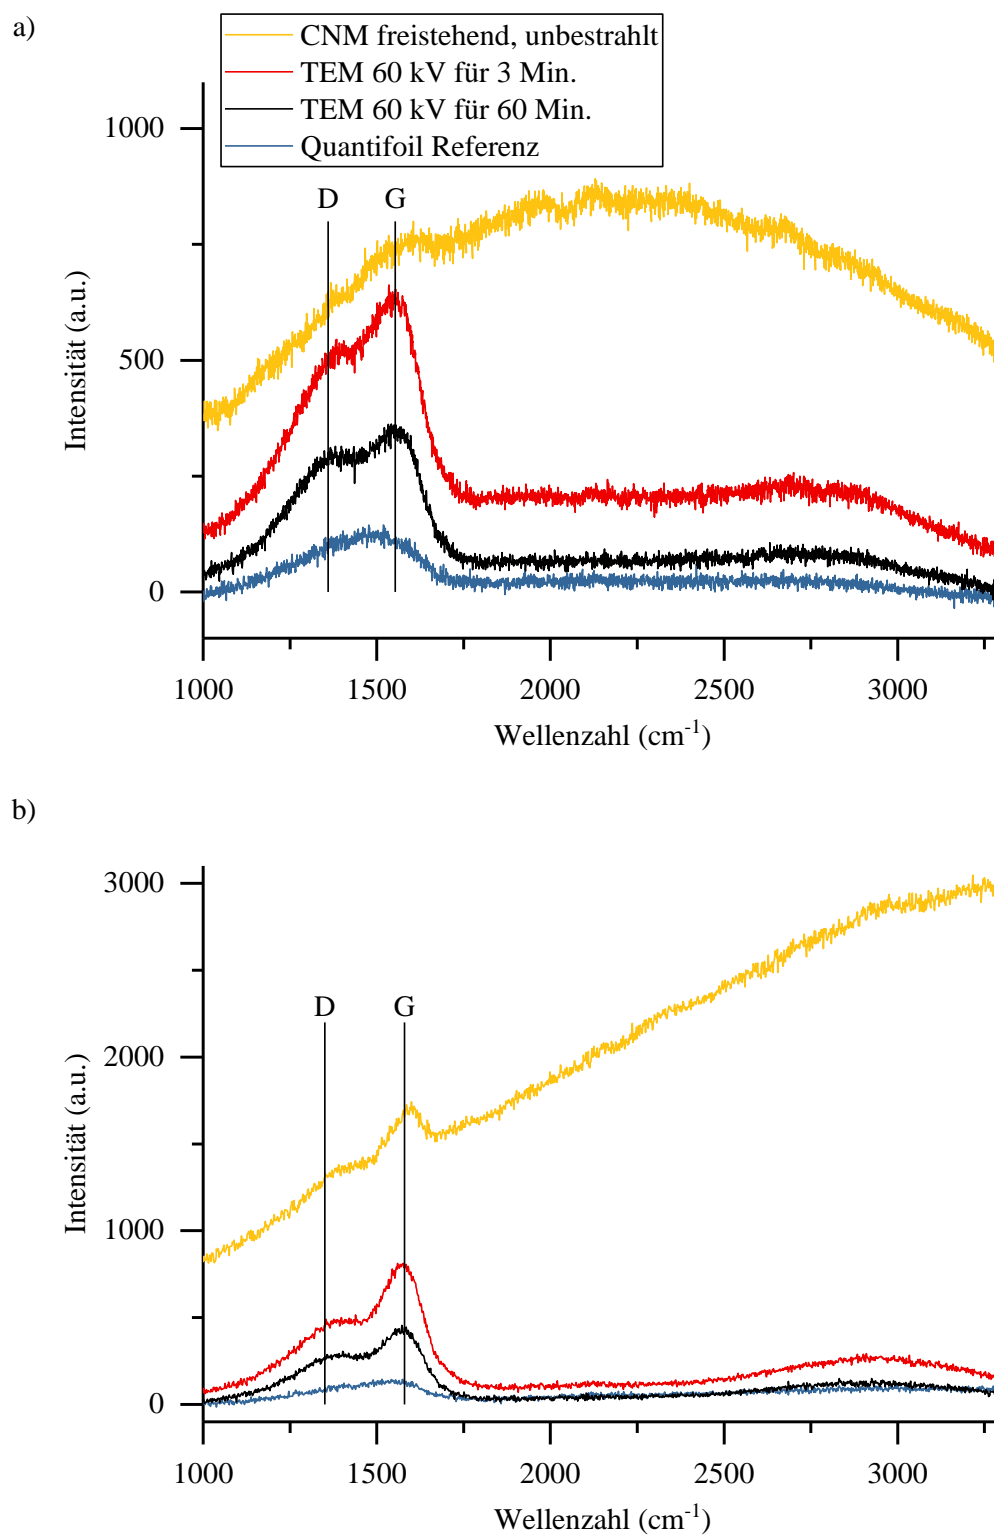 a)
CNM freistehend, unbestrahlt
TEM 60 kV für 3 Min.
TEM 60 kV für 60 Min.
Quantifoil Referenz
D G
1000
500
0
Intensität (a.u.)
1000 1500 2000 2500 3000
Wellenzahl (cm⁻¹)
b)
D G
3000
2000
1000
0
Intensität (a.u.)
1000 1500 2000 2500 3000
Wellenzahl (cm⁻¹)